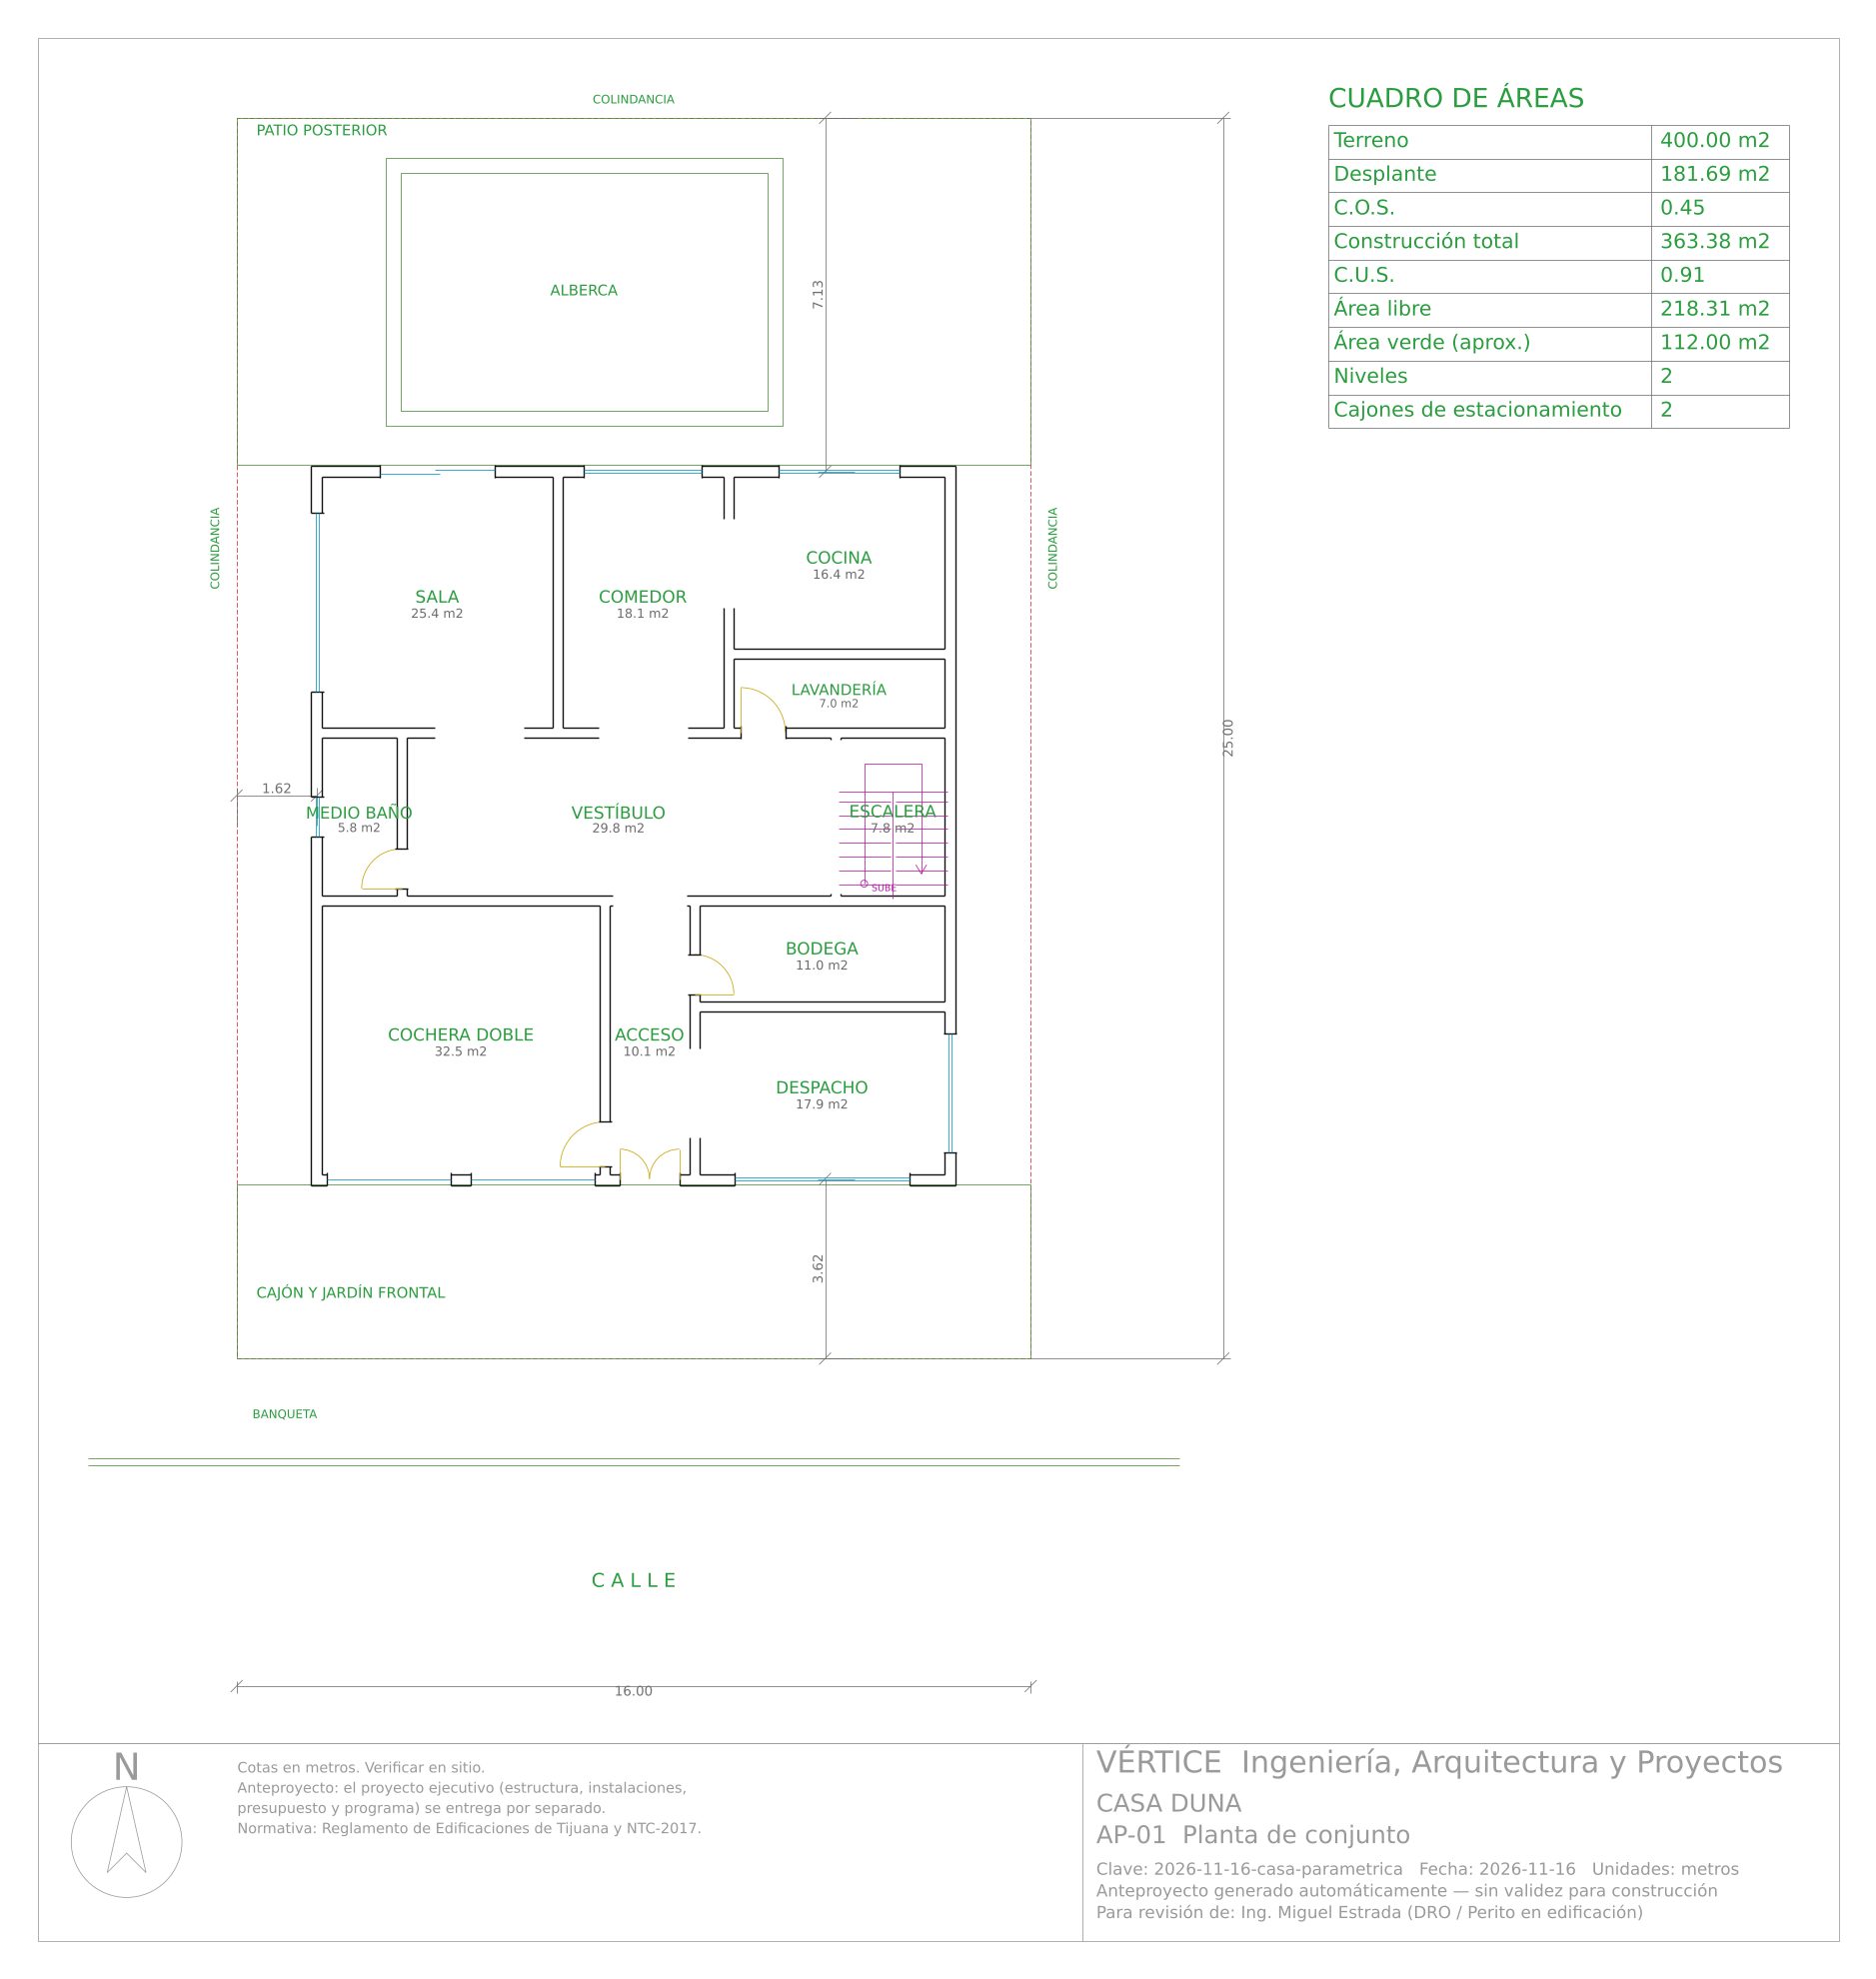 COLINDANCIA
PATIO POSTERIOR
ALBERCA
7.13
CUADRO DE ÁREAS
Terreno 400.00 m2
Desplante 181.69 m2
C.O.S. 0.45
Construcción total 363.38 m2
C.U.S. 0.91
Área libre 218.31 m2
Área verde (aprox.) 112.00 m2
Niveles 2
Cajones de estacionamiento 2
COLINDANCIA
COLINDANCIA
COCINA
16.4 m2
SALA
25.4 m2
COMEDOR
18.1 m2
LAVANDERÍA
7.0 m2
25.00
1.62
MEDIO BAÑO
5.8 m2
VESTÍBULO
29.8 m2
ESCALERA
7.8 m2
SUBE
BODEGA
11.0 m2
COCHERA DOBLE
32.5 m2
ACCESO
10.1 m2
DESPACHO
17.9 m2
3.62
CAJÓN Y JARDÍN FRONTAL
BANQUETA
CALLE
16.00
N
Cotas en metros. Verificar en sitio.
Anteproyecto: el proyecto ejecutivo (estructura, instalaciones,
presupuesto y programa) se entrega por separado.
Normativa: Reglamento de Edificaciones de Tijuana y NTC-2017.
VÉRTICE Ingeniería, Arquitectura y Proyectos
CASA DUNA
AP-01 Planta de conjunto
Clave: 2026-11-16-casa-parametrica Fecha: 2026-11-16 Unidades: metros
Anteproyecto generado automáticamente — sin validez para construcción
Para revisión de: Ing. Miguel Estrada (DRO / Perito en edificación)